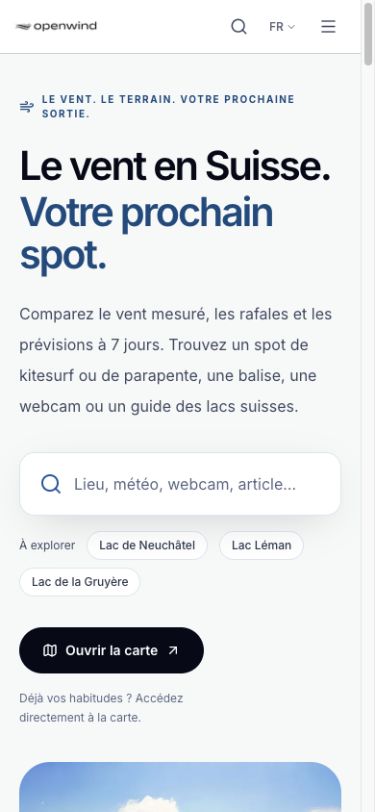 openwind
FR
LE VENT. LE TERRAIN. VOTRE PROCHAINE
SORTIE.
Le vent en Suisse.
Votre prochain
spot.
Comparez le vent mesuré, les rafales et les
prévisions à 7 jours. Trouvez un spot de
kitesurf ou de parapente, une balise, une
webcam ou un guide des lacs suisses.
Lieu, météo, webcam, article...
À explorer Lac de Neuchâtel Lac Léman
Lac de la Gruyère
Ouvrir la carte
Déjà vos habitudes ? Accédez
directement à la carte.